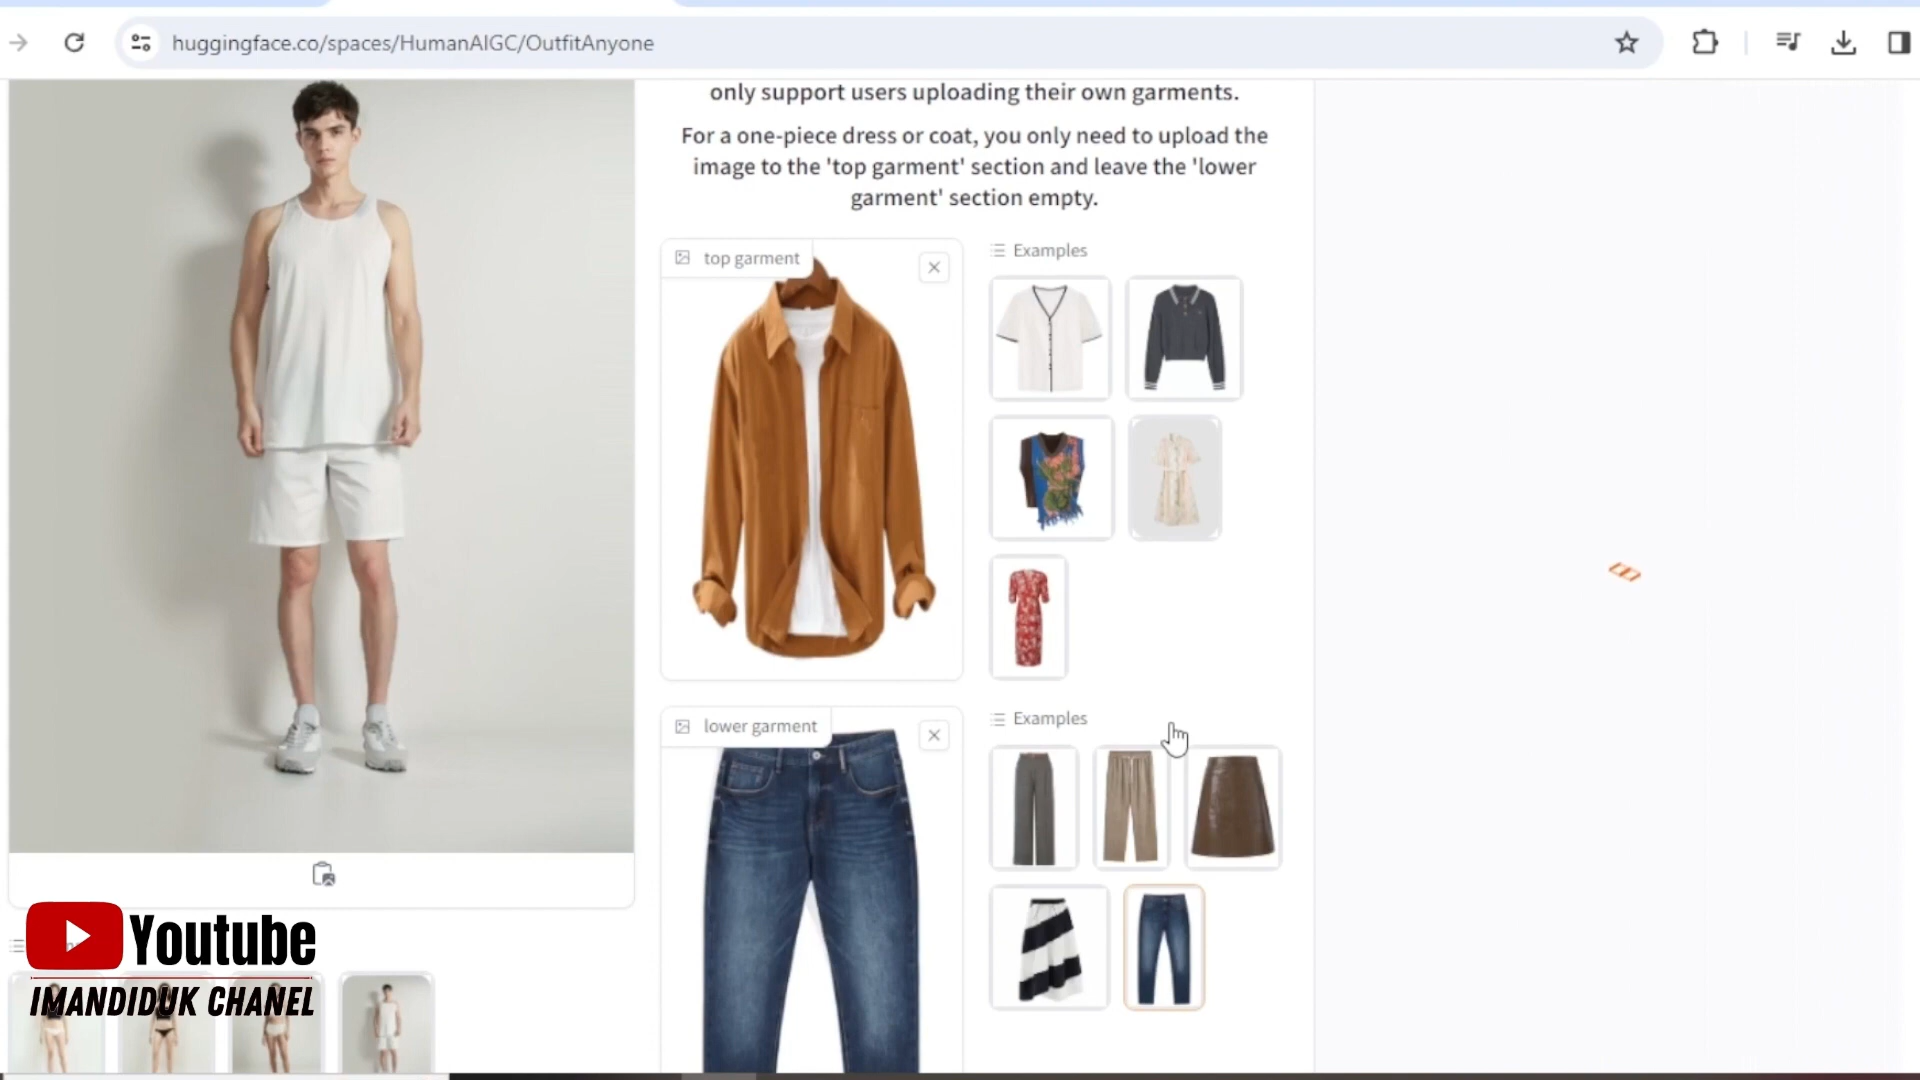 huggingface.co/spaces/HumanAIGC/OutfitAnyone
only support users uploading their own garments.
For a one-piece dress or coat, you only need to upload the
image to the 'top garment' section and leave the 'lower
garment' section empty.
top garment
Examples
lower garment
Examples
Youtube
IMANDIDUK CHANEL